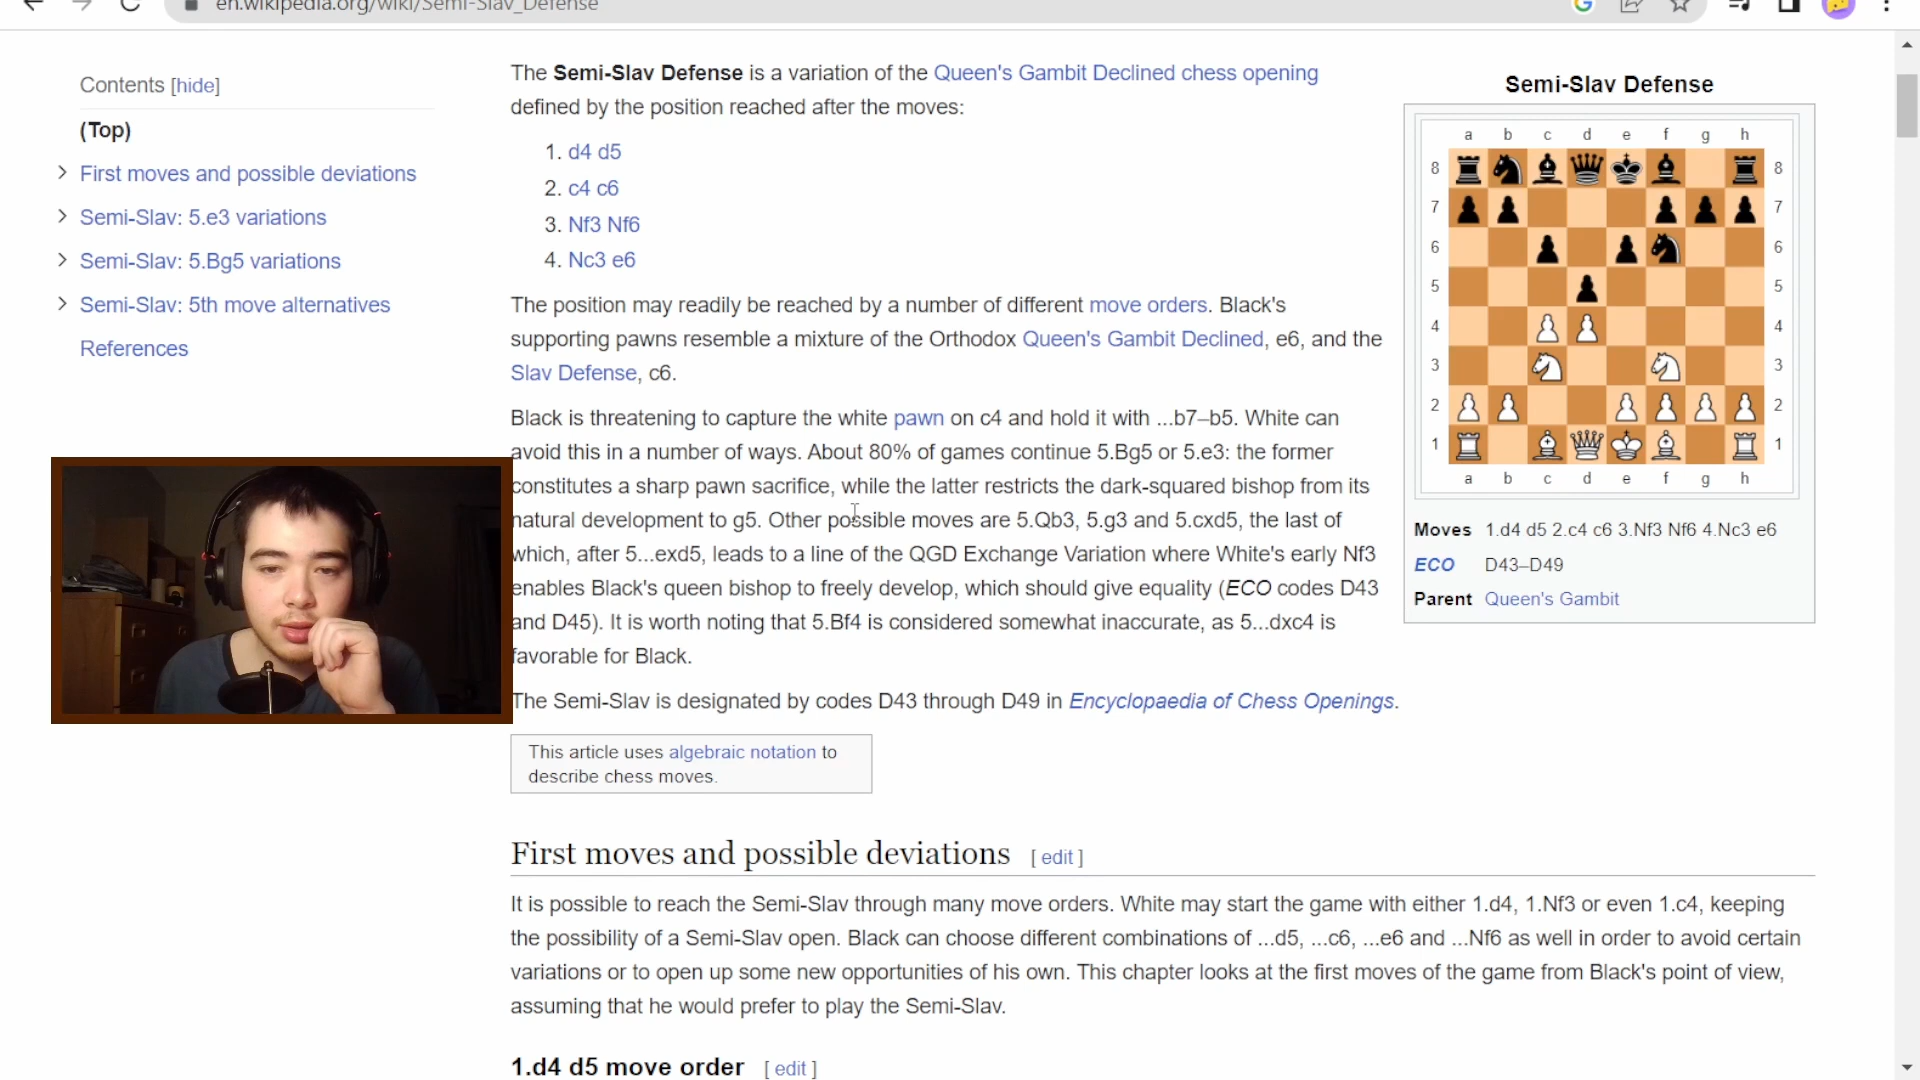 en.wikipedia.org/wiki/Semi-Slav_Defense
Contents [hide]
(Top)
First moves and possible deviations
Semi-Slav: 5.e3 variations
Semi-Slav: 5.Bg5 variations
Semi-Slav: 5th move alternatives
References
The Semi-Slav Defense is a variation of the Queen's Gambit Declined chess opening
defined by the position reached after the moves:
1. d4 d5
2. c4 c6
3. Nf3 Nf6
4. Nc3 e6
The position may readily be reached by a number of different move orders. Black's
supporting pawns resemble a mixture of the Orthodox Queen's Gambit Declined, e6, and the
Slav Defense, c6.
Black is threatening to capture the white pawn on c4 and hold it with ...b7–b5. White can
avoid this in a number of ways. About 80% of games continue 5.Bg5 or 5.e3: the former
constitutes a sharp pawn sacrifice, while the latter restricts the dark-squared bishop from its
natural development to g5. Other possible moves are 5.Qb3, 5.g3 and 5.cxd5, the last of
which, after 5...exd5, leads to a line of the QGD Exchange Variation where White's early Nf3
enables Black's queen bishop to freely develop, which should give equality (ECO codes D43
and D45). It is worth noting that 5.Bf4 is considered somewhat inaccurate, as 5...dxc4 is
favorable for Black.
The Semi-Slav is designated by codes D43 through D49 in Encyclopaedia of Chess Openings.
This article uses algebraic notation to
describe chess moves.
Semi-Slav Defense
a b c d e f g h
8 8
7 7
6 6
5 5
4 4
3 3
2 2
1 1
a b c d e f g h
Moves 1.d4 d5 2.c4 c6 3.Nf3 Nf6 4.Nc3 e6
ECO D43–D49
Parent Queen's Gambit
First moves and possible deviations [ edit ]
It is possible to reach the Semi-Slav through many move orders. White may start the game with either 1.d4, 1.Nf3 or even 1.c4, keeping
the possibility of a Semi-Slav open. Black can choose different combinations of ...d5, ...c6, ...e6 and ...Nf6 as well in order to avoid certain
variations or to open up some new opportunities of his own. This chapter looks at the first moves of the game from Black's point of view,
assuming that he would prefer to play the Semi-Slav.
1.d4 d5 move order [ edit ]